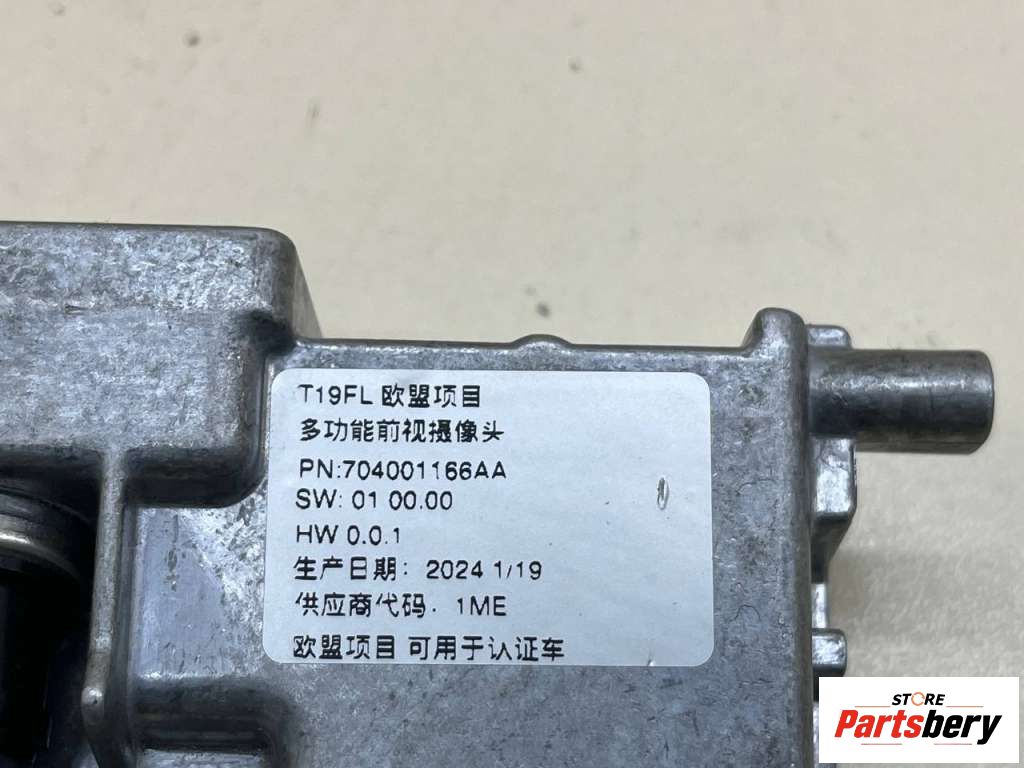 T19FL 欧盟项目
多功能前视摄像头
PN:704001166AA
SW: 01 00.00
HW 0.0.1
生产日期: 2024 1/19
供应商代码. 1ME
欧盟项目 可用于认证车
STORE
Partsbery